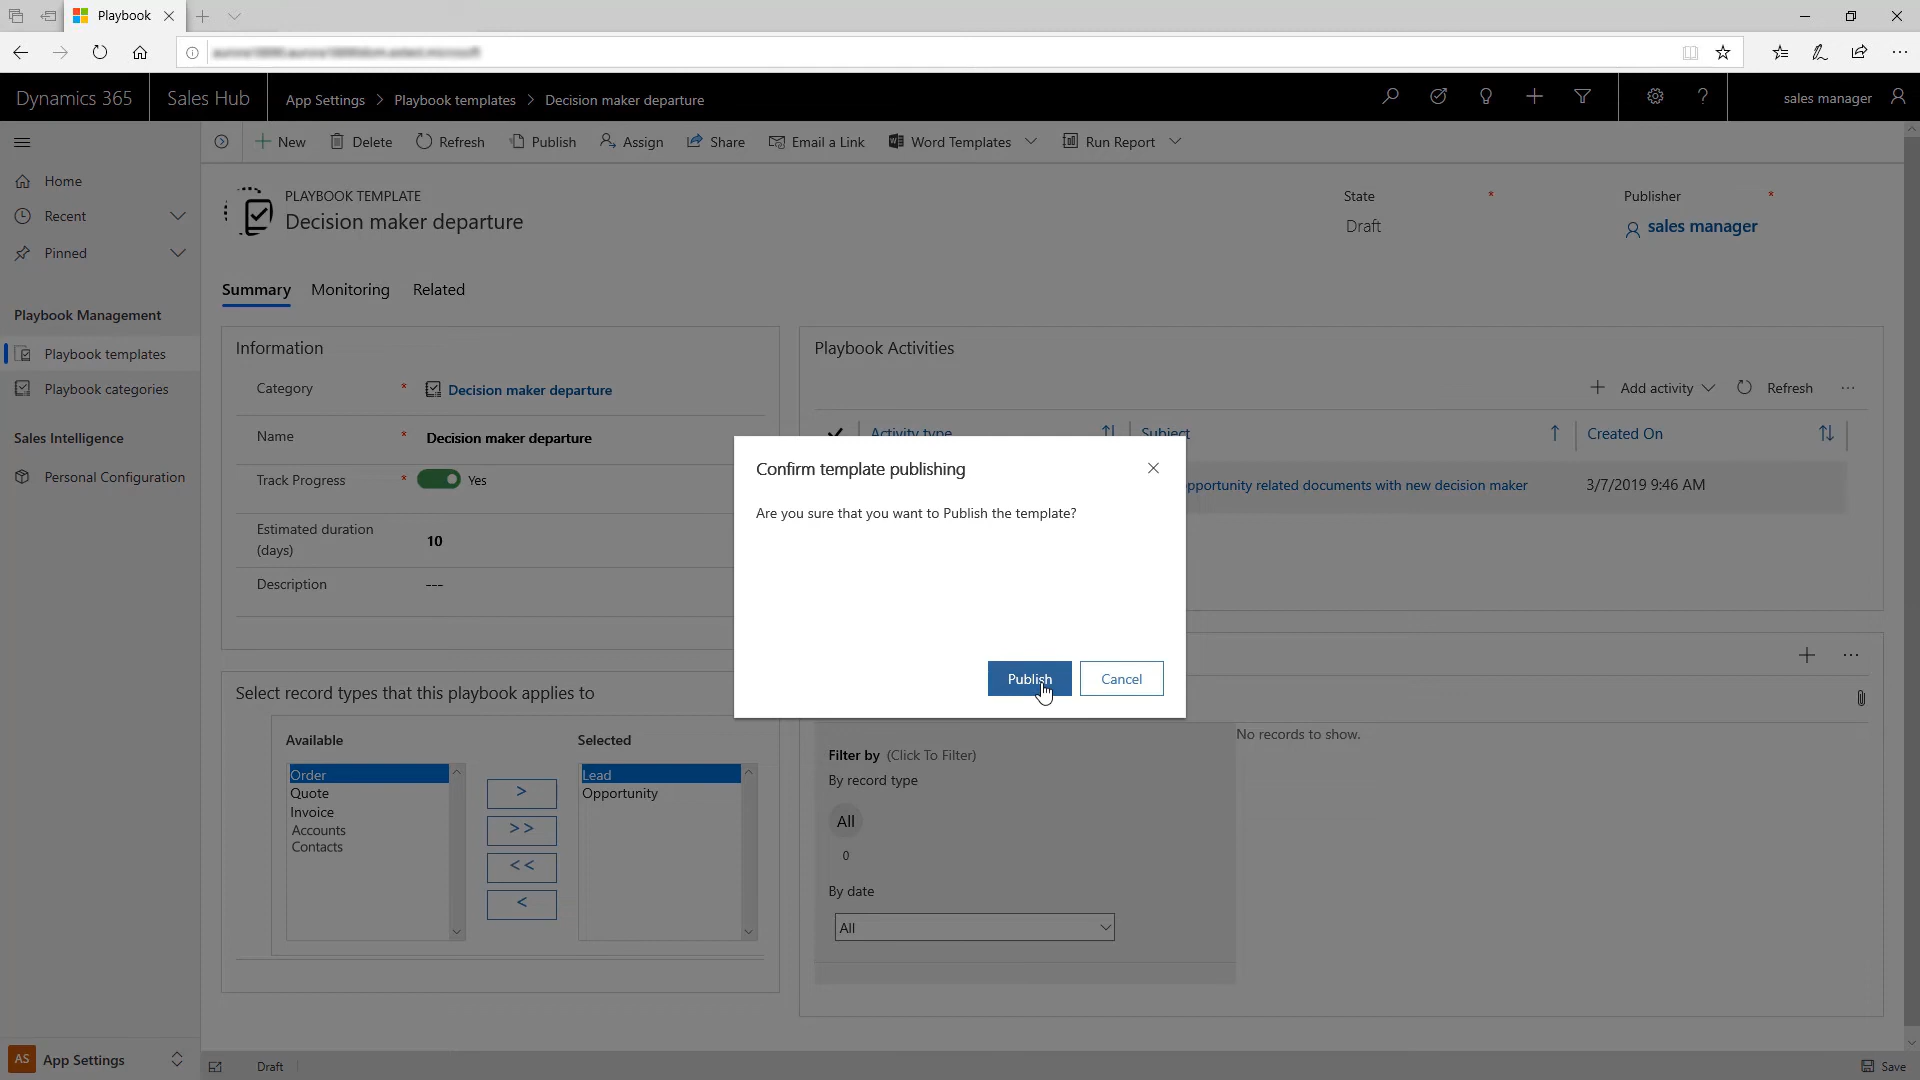 Playbook
Dynamics 365
Sales Hub
App Settings > Playbook templates > Decision maker departure
sales manager
New
Delete
Refresh
Publish
Assign
Share
Email a Link
Word Templates
Run Report
Home
Recent
Pinned
Playbook Management
Playbook templates
Playbook categories
Sales Intelligence
Personal Configuration
PLAYBOOK TEMPLATE
Decision maker departure
State *
Draft
Publisher *
sales manager
Summary
Monitoring
Related
Information
Category * Decision maker departure
Name * Decision maker departure
Track Progress * Yes
Estimated duration
(days)
10
Description ---
Playbook Activities
Add activity
Refresh
Activity type
Subject
Created On
opportunity related documents with new decision maker
3/7/2019 9:46 AM
Confirm template publishing
Are you sure that you want to Publish the template?
Publish
Cancel
Select record types that this playbook applies to
Available
Order
Quote
Invoice
Accounts
Contacts
>
>>
<<
<
Selected
Lead
Opportunity
Filter by (Click To Filter)
By record type
All
0
By date
All
No records to show.
AS App Settings
Draft
Save